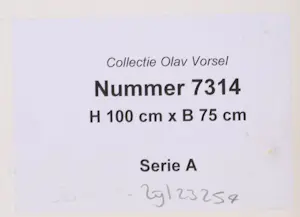 Collectie Olav Vorsel
Nummer 7314
H 100 cm x B 75 cm
Serie A